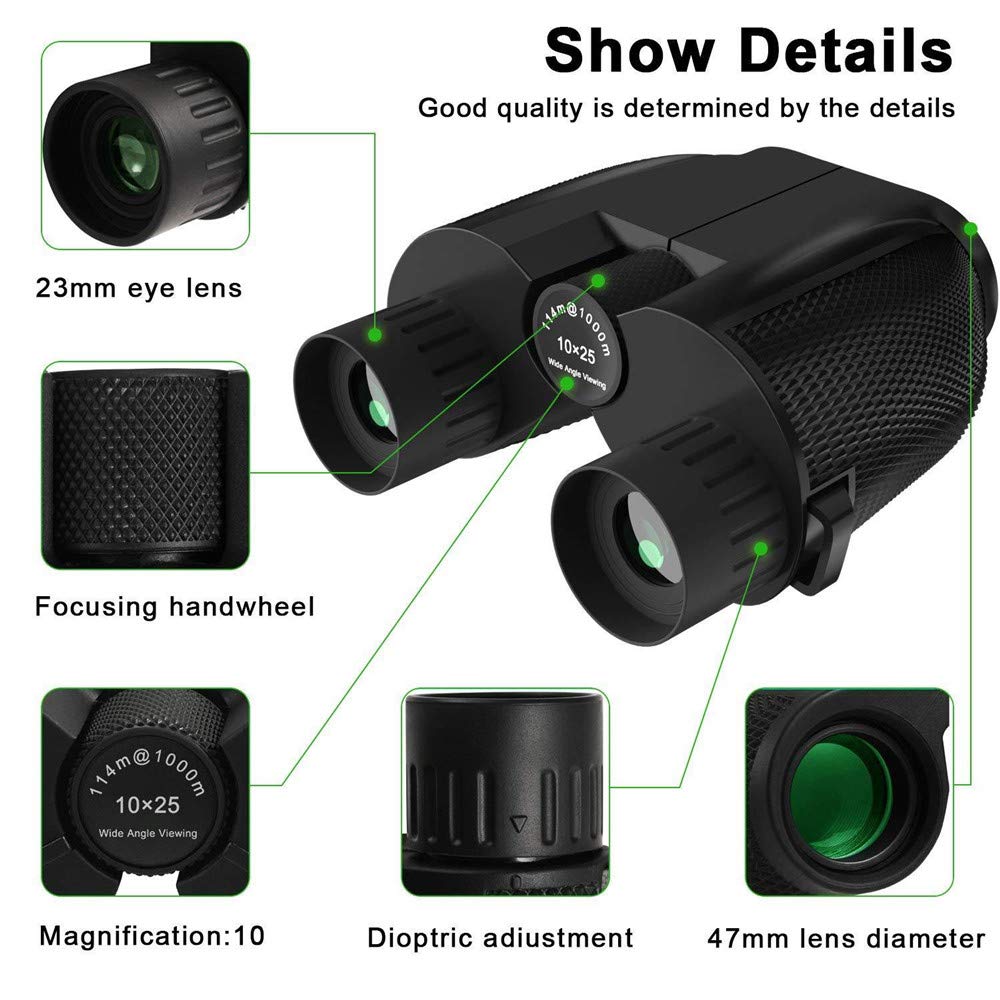 Show Details
Good quality is determined by the details
23mm eye lens
114m@1000m
10×25
Wide Angle Viewing
Focusing handwheel
114m@1000m
10×25
Wide Angle Viewing
0
Magnification:10
Dioptric adiustment
47mm lens diameter